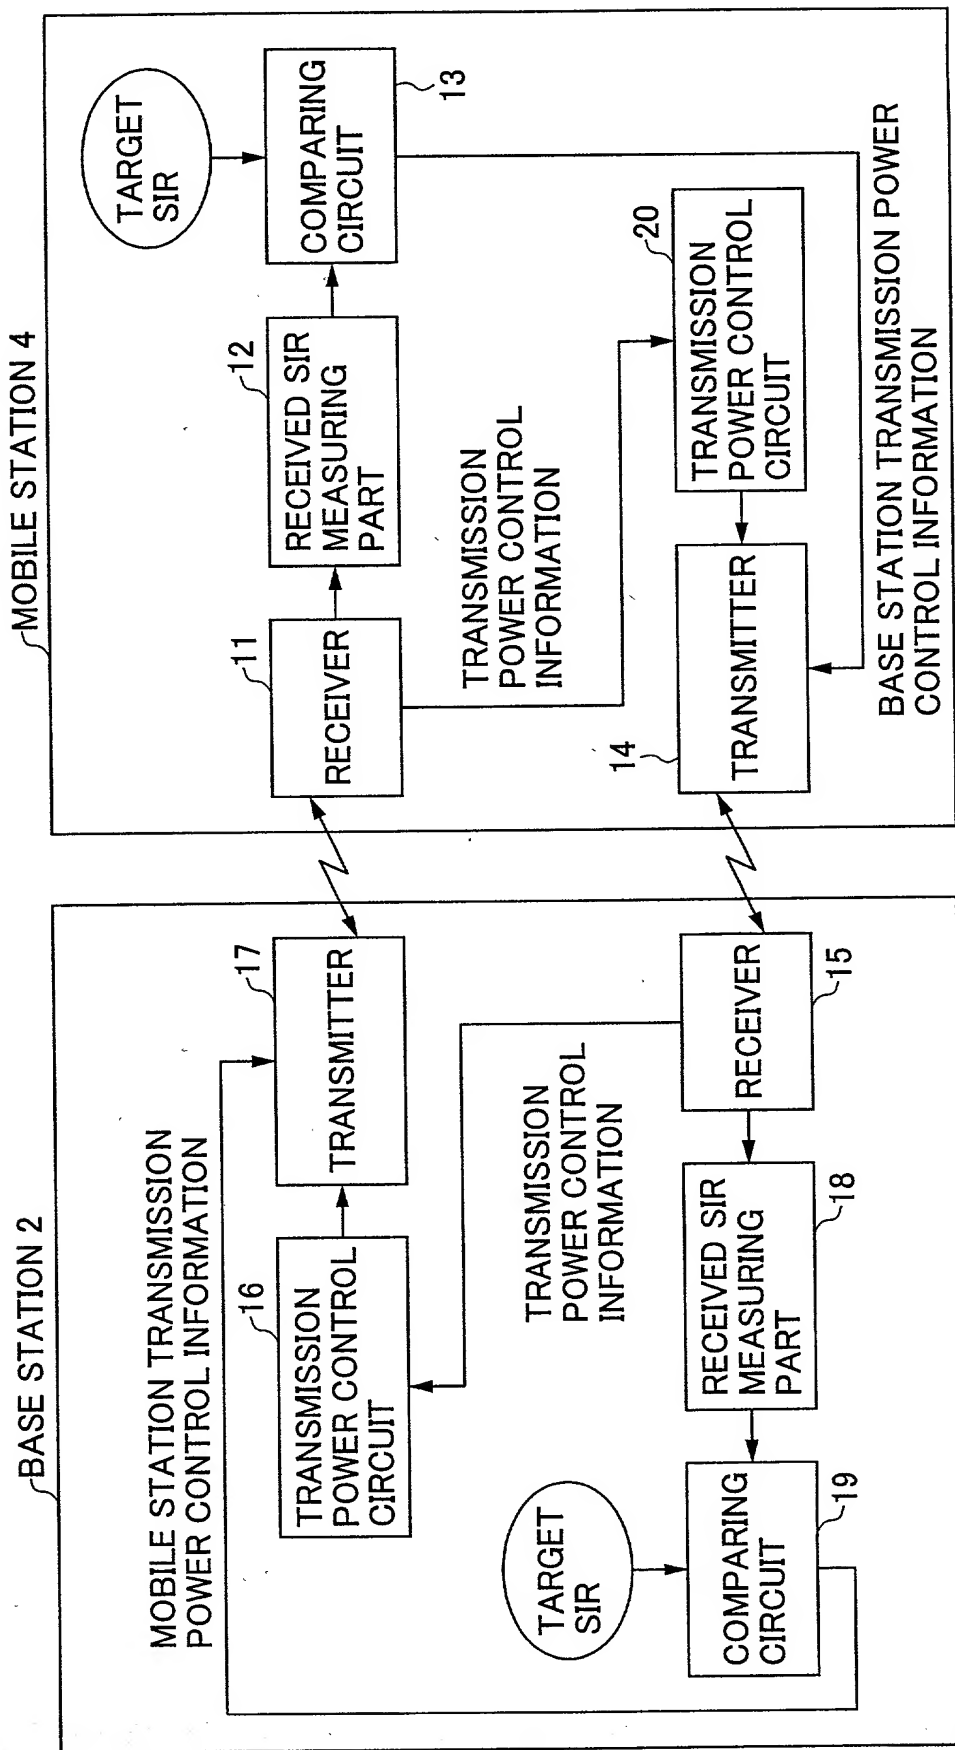 BASE STATION 2
MOBILE STATION TRANSMISSION
POWER CONTROL INFORMATION
16
TRANSMISSION
POWER CONTROL
CIRCUIT
17
TRANSMITTER
TARGET
SIR
TRANSMISSION
POWER CONTROL
INFORMATION
COMPARING
CIRCUIT
19
RECEIVED SIR
MEASURING
PART
18
RECEIVER
15
MOBILE STATION 4
11
RECEIVER
12
RECEIVED SIR
MEASURING
PART
TARGET
SIR
COMPARING
CIRCUIT
13
TRANSMISSION
POWER CONTROL
INFORMATION
14
TRANSMITTER
20
TRANSMISSION
POWER CONTROL
CIRCUIT
BASE STATION TRANSMISSION POWER
CONTROL INFORMATION